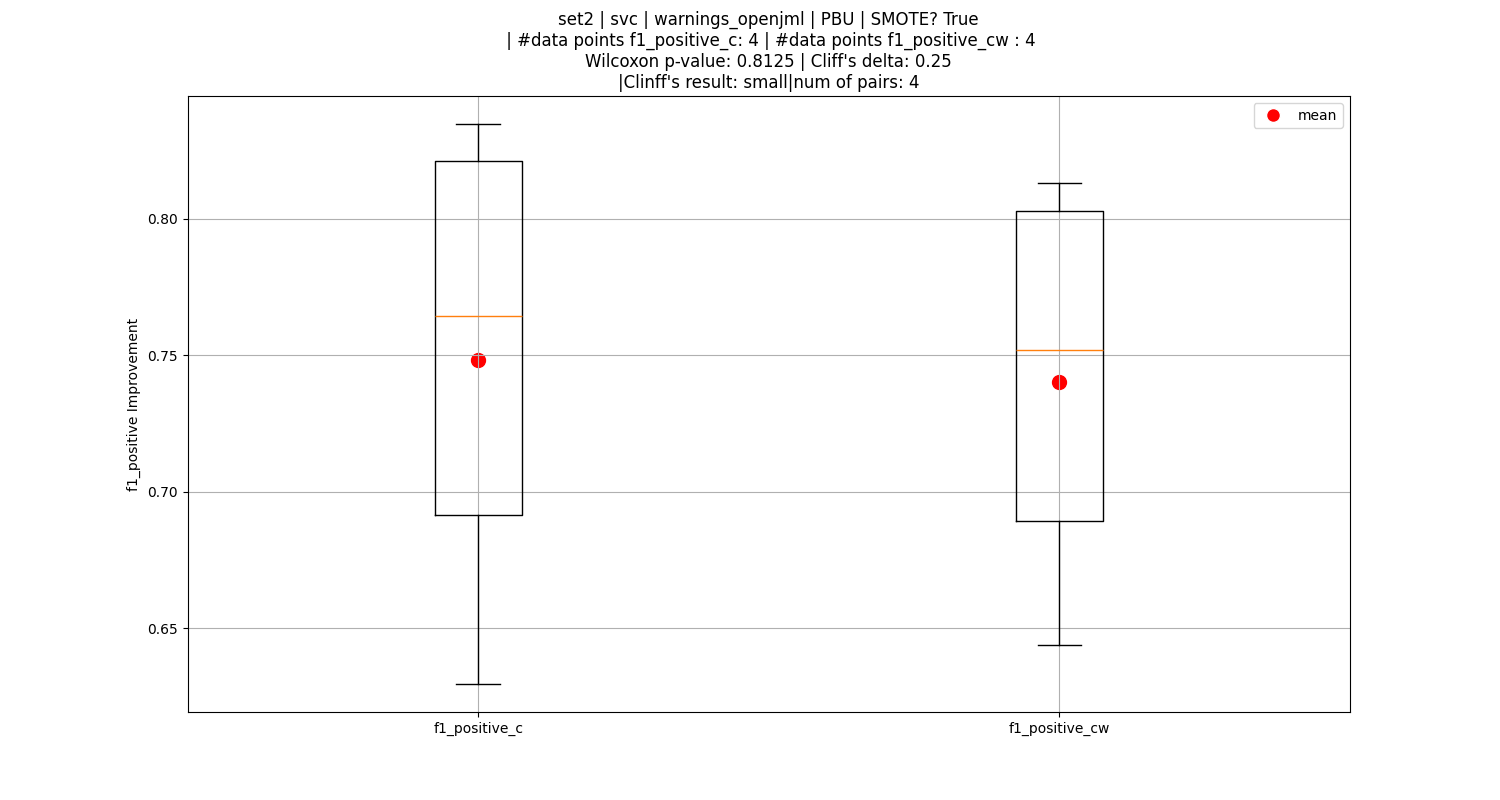 set2 | svc | warnings_openjml | PBU | SMOTE? True
| #data points f1_positive_c: 4 | #data points f1_positive_cw : 4
Wilcoxon p-value: 0.8125 | Cliff's delta: 0.25
|Clinff's result: small|num of pairs: 4
mean
0.80
0.75
0.70
0.65
f1_positive Improvement
f1_positive_c
f1_positive_cw